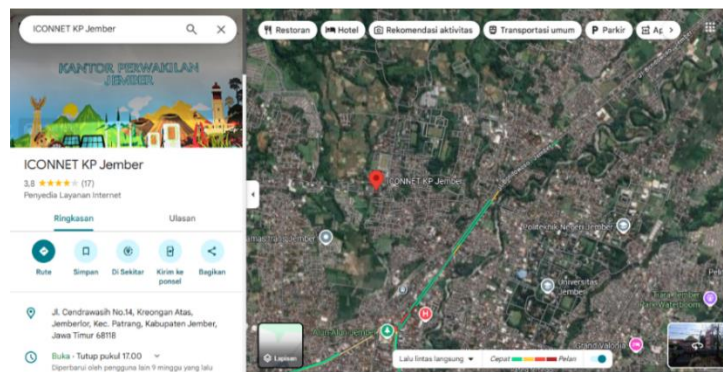 ICONNET KP Jember
KANTOR PERWAKILAN
JEMBER
ICONNET KP Jember
3,8 ★★★★☆ (17)
Penyedia Layanan Internet
Ringkasan
Ulasan
Rute
Simpan
Di Sekitar
Kirim ke
ponsel
Bagikan
Jl. Cendrawasih No.14, Kreongan Atas,
Jemberlor, Kec. Patrang, Kabupaten Jember,
Jawa Timur 68118
Buka · Tutup pukul 17.00
Diperbarui oleh pengguna lain 9 minggu yang lalu
Restoran
Hotel
Rekomendasi aktivitas
Transportasi umum
P Parkir
ICONNET KP Jember
Politeknik Negeri Jember
Jember
Universitas
Jember
Grand Valonia
Lapisan
Lalu lintas langsung
Cepat
Pelan